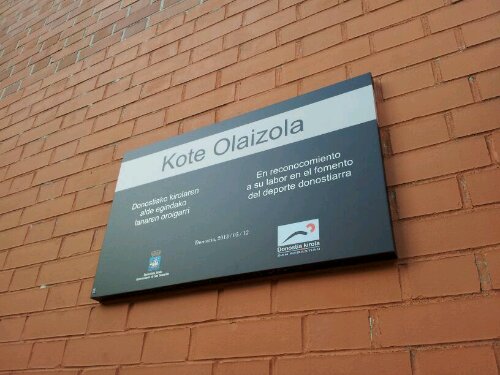 Kote Olaizola
Donostiako kirolaren
alde egindako
lanaren oroigarri
En reconocimiento
a su labor en el fomento
del deporte donostiarra
Donostia kirola